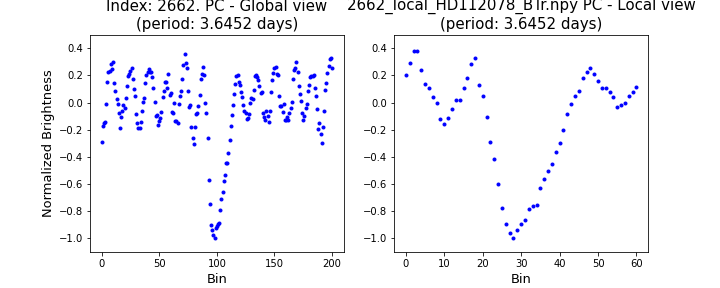 Index: 2662. PC - Global view
(period: 3.6452 days)
2662_local_HD112078_BTr.npy PC - Local view
(period: 3.6452 days)
Normalized Brightness
0.4
0.2
0.0
−0.2
−0.4
−0.6
−0.8
−1.0
0 50 100 150 200
Bin
0.4
0.2
0.0
−0.2
−0.4
−0.6
−0.8
−1.0
0 10 20 30 40 50 60
Bin